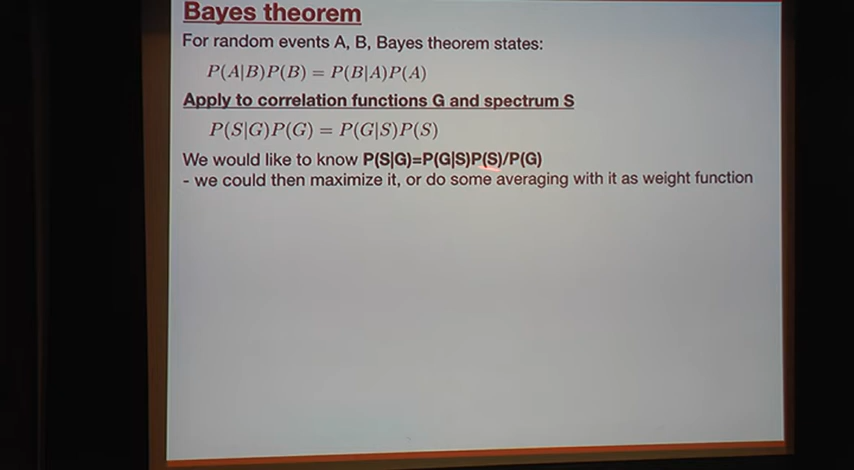 Bayes theorem
For random events A, B, Bayes theorem states:
P(A|B)P(B) = P(B|A)P(A)
Apply to correlation functions G and spectrum S
P(S|G)P(G) = P(G|S)P(S)
We would like to know P(S|G)=P(G|S)P(S)/P(G)
- we could then maximize it, or do some averaging with it as weight function